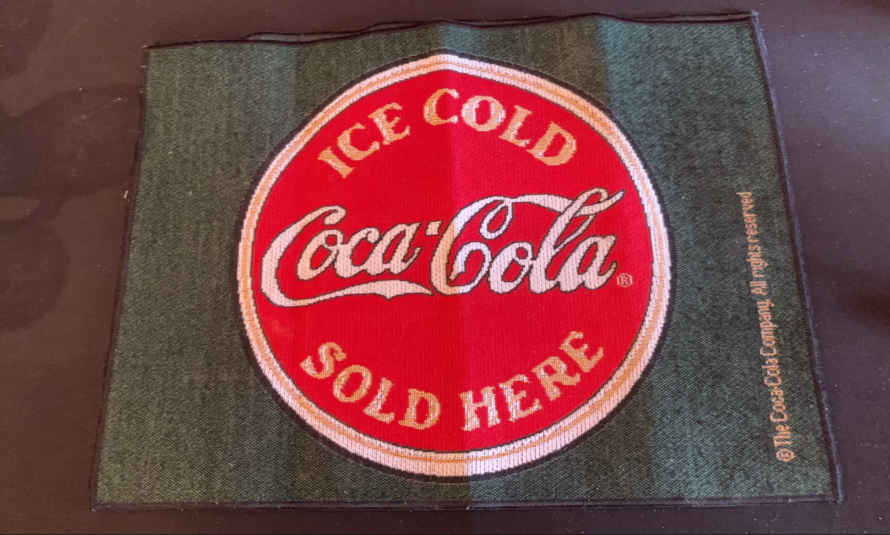 ICE COLD
Coca-Cola®
SOLD HERE
© The Coca-Cola Company. All rights reserved